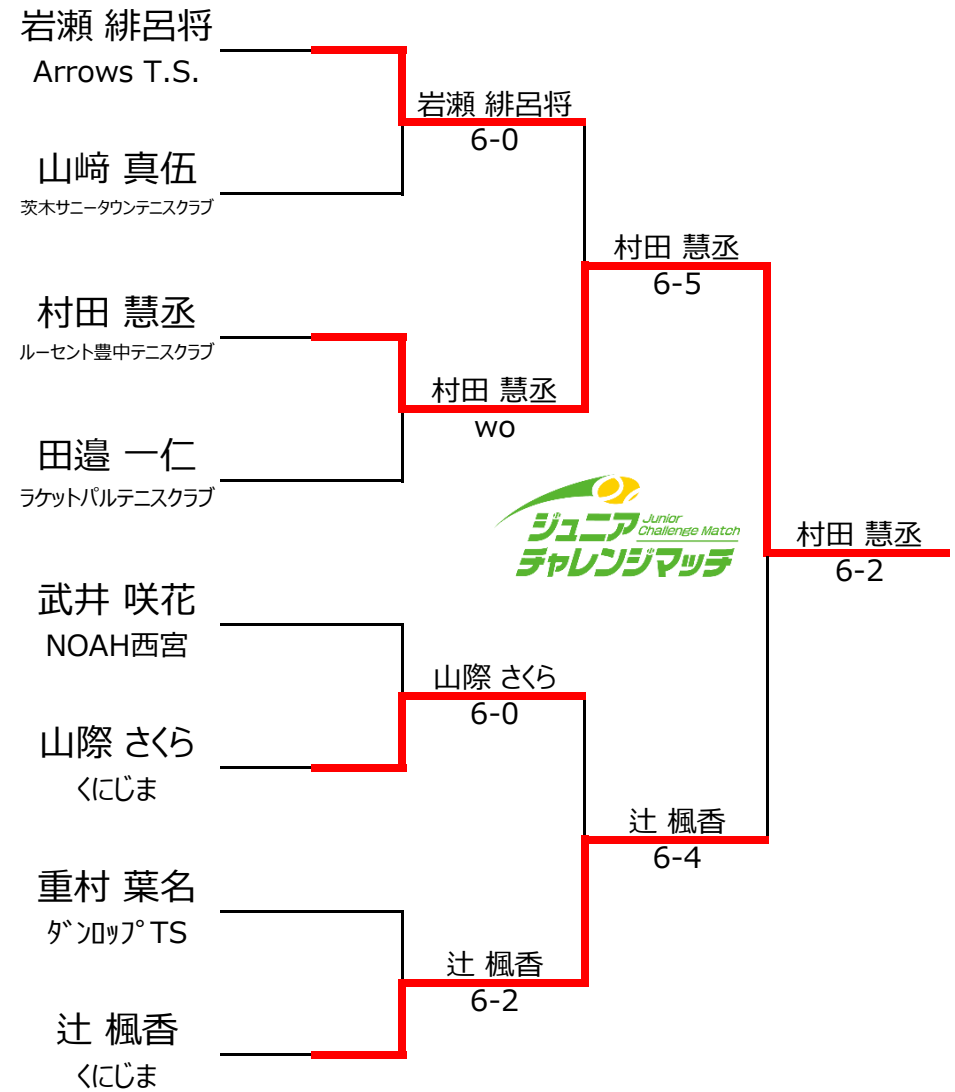 岩瀬 緋呂将
Arrows T.S.
岩瀬 緋呂将
6-0
山﨑 真伍
茨木サニータウンテニスクラブ
村田 慧丞
6-5
村田 慧丞
ルーセント豊中テニスクラブ
村田 慧丞
wo
田邉 一仁
ラケットパルテニスクラブ
ジュニア
Junior
Challenge Match
チャレンジマッチ
村田 慧丞
6-2
武井 咲花
NOAH西宮
山際 さくら
6-0
山際 さくら
くにじま
辻 楓香
6-4
重村 葉名
ﾀﾞﾝﾛｯﾌﾟTS
辻 楓香
6-2
辻 楓香
くにじま